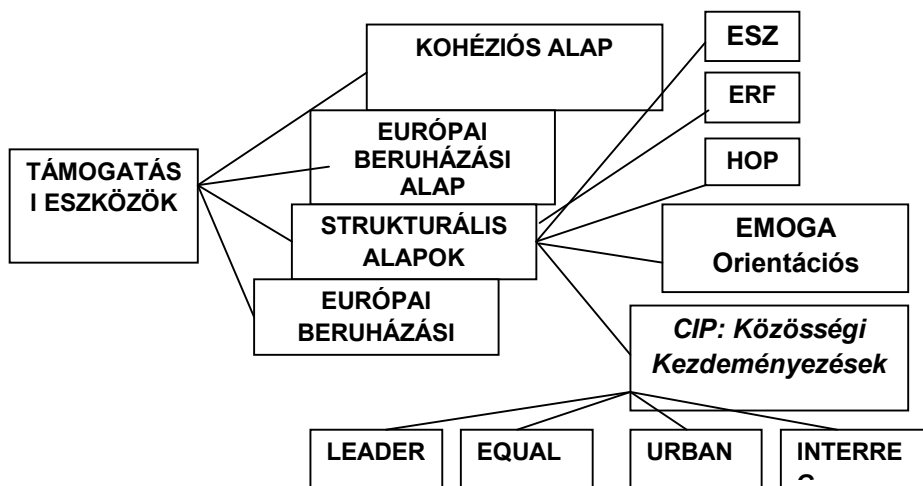 KOHÉZIÓS ALAP
ESZ
ERF
EURÓPAI
BERUHÁZÁSI
ALAP
HOP
TÁMOGATÁS
I ESZKÖZÖK
STRUKTURÁLIS
ALAPOK
EMOGA
Orientációs
EURÓPAI
BERUHÁZÁSI
CIP: Közösségi
Kezdeményezések
LEADER
EQUAL
URBAN
INTERRE